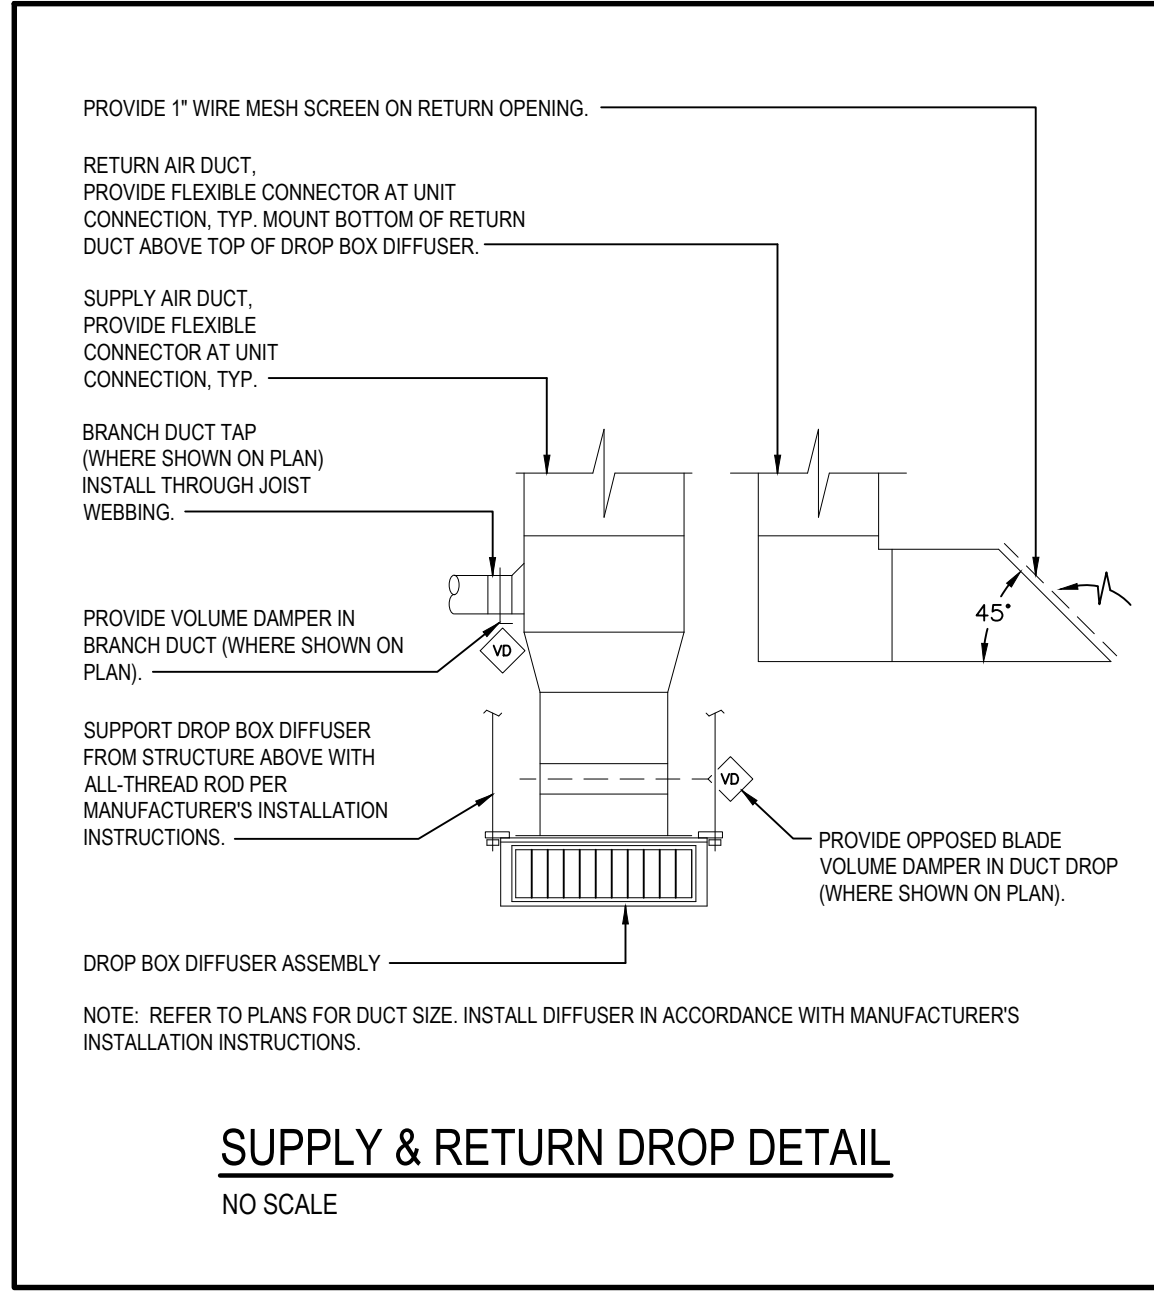 PROVIDE 1" WIRE MESH SCREEN ON RETURN OPENING.
RETURN AIR DUCT,
PROVIDE FLEXIBLE CONNECTOR AT UNIT
CONNECTION, TYP. MOUNT BOTTOM OF RETURN
DUCT ABOVE TOP OF DROP BOX DIFFUSER.
SUPPLY AIR DUCT,
PROVIDE FLEXIBLE
CONNECTOR AT UNIT
CONNECTION, TYP.
BRANCH DUCT TAP
(WHERE SHOWN ON PLAN)
INSTALL THROUGH JOIST
WEBBING.
45°
PROVIDE VOLUME DAMPER IN
BRANCH DUCT (WHERE SHOWN ON
PLAN).
VD
SUPPORT DROP BOX DIFFUSER
FROM STRUCTURE ABOVE WITH
ALL-THREAD ROD PER
MANUFACTURER'S INSTALLATION
INSTRUCTIONS.
VD
PROVIDE OPPOSED BLADE
VOLUME DAMPER IN DUCT DROP
(WHERE SHOWN ON PLAN).
DROP BOX DIFFUSER ASSEMBLY
NOTE: REFER TO PLANS FOR DUCT SIZE. INSTALL DIFFUSER IN ACCORDANCE WITH MANUFACTURER'S
INSTALLATION INSTRUCTIONS.
SUPPLY & RETURN DROP DETAIL
NO SCALE